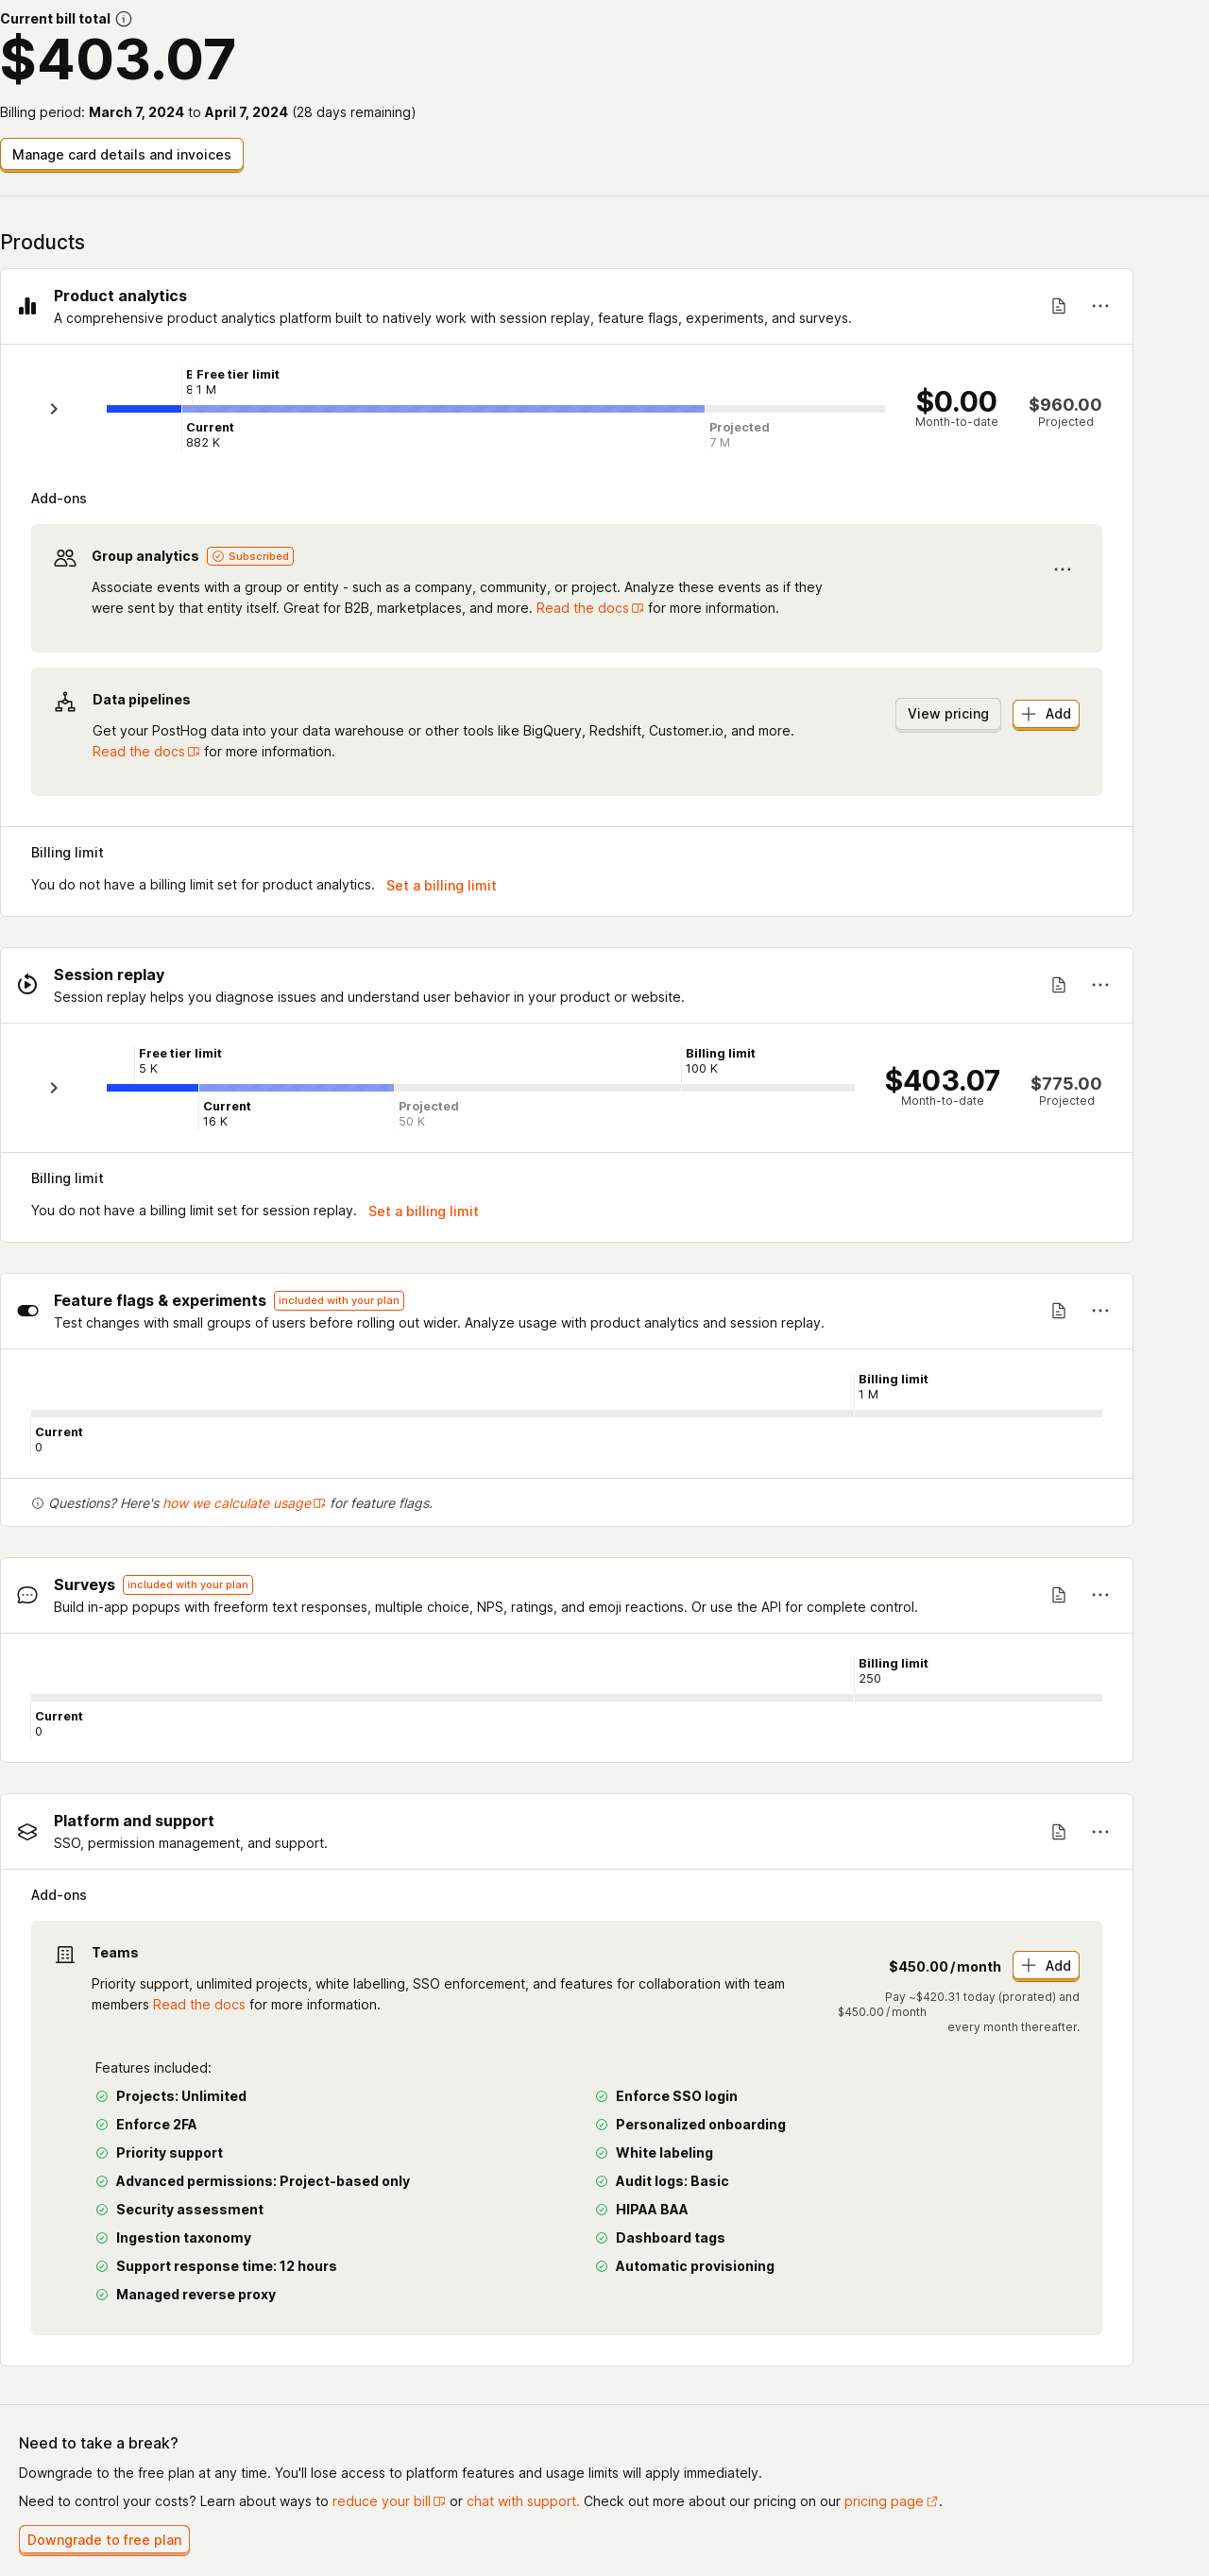 Current bill total
$403.07
Billing period: March 7, 2024 to April 7, 2024 (28 days remaining)
Manage card details and invoices
Products
Product analytics
A comprehensive product analytics platform built to natively work with session replay, feature flags, experiments, and surveys.
Free tier limit
8 1 M
Current
882 K
Projected
7 M
$0.00
Month-to-date
$960.00
Projected
Add-ons
Group analytics Subscribed
Associate events with a group or entity - such as a company, community, or project. Analyze these events as if they
were sent by that entity itself. Great for B2B, marketplaces, and more. Read the docs for more information.
Data pipelines
Get your PostHog data into your data warehouse or other tools like BigQuery, Redshift, Customer.io, and more.
Read the docs for more information.
View pricing
Add
Billing limit
You do not have a billing limit set for product analytics. Set a billing limit
Session replay
Session replay helps you diagnose issues and understand user behavior in your product or website.
Free tier limit
5 K
Billing limit
100 K
Current
16 K
Projected
50 K
$403.07
Month-to-date
$775.00
Projected
Billing limit
You do not have a billing limit set for session replay. Set a billing limit
Feature flags & experiments included with your plan
Test changes with small groups of users before rolling out wider. Analyze usage with product analytics and session replay.
Billing limit
1 M
Current
0
Questions? Here's how we calculate usage for feature flags.
Surveys included with your plan
Build in-app popups with freeform text responses, multiple choice, NPS, ratings, and emoji reactions. Or use the API for complete control.
Billing limit
250
Current
0
Platform and support
SSO, permission management, and support.
Add-ons
Teams
Priority support, unlimited projects, white labelling, SSO enforcement, and features for collaboration with team
members Read the docs for more information.
$450.00/month
Add
Pay ~$420.31 today (prorated) and
$450.00/month
every month thereafter.
Features included:
Projects: Unlimited
Enforce SSO login
Enforce 2FA
Personalized onboarding
Priority support
White labeling
Advanced permissions: Project-based only
Audit logs: Basic
Security assessment
HIPAA BAA
Ingestion taxonomy
Dashboard tags
Support response time: 12 hours
Automatic provisioning
Managed reverse proxy
Need to take a break?
Downgrade to the free plan at any time. You'll lose access to platform features and usage limits will apply immediately.
Need to control your costs? Learn about ways to reduce your bill or chat with support. Check out more about our pricing on our pricing page.
Downgrade to free plan